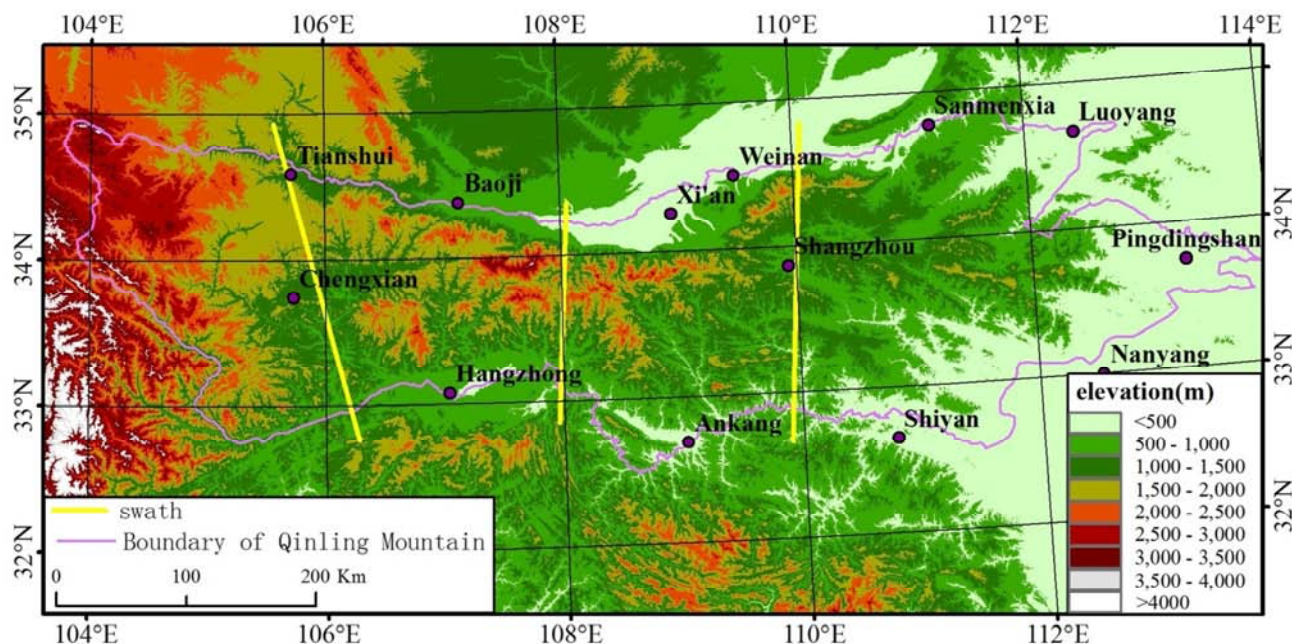 104°E 106°E 108°E 110°E 112°E 114°E
35°N
34°N
33°N
32°N
34°N
33°N
32°N
Sanmenxia
Luoyang
Tianshui
Weinan
Baoji
Xi'an
Pingdingshan
Shangzhou
Chengxian
Nanyang
Hangzhong
Ankang
Shiyan
elevation(m)
<500
500 - 1,000
1,000 - 1,500
1,500 - 2,000
2,000 - 2,500
2,500 - 3,000
3,000 - 3,500
3,500 - 4,000
>4000
swath
Boundary of Qinling Mountain
0 100 200 Km
104°E 106°E 108°E 110°E 112°E